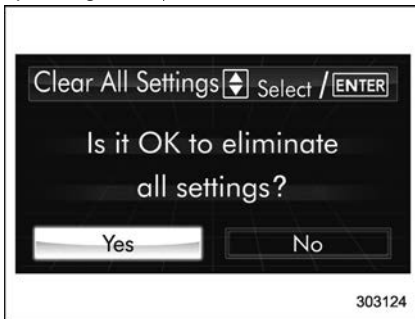 Clear All Settings Select / ENTER
Is it OK to eliminate
all settings?
Yes No
303124